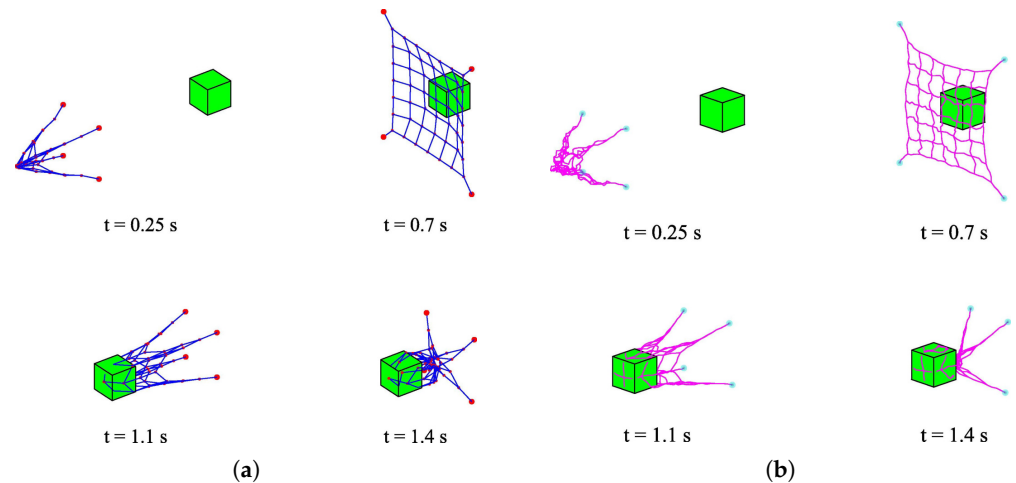 t = 0.25 s
t = 0.7 s
t = 0.25 s
t = 0.7 s
t = 1.1 s
t = 1.4 s
t = 1.1 s
t = 1.4 s
(a)
(b)